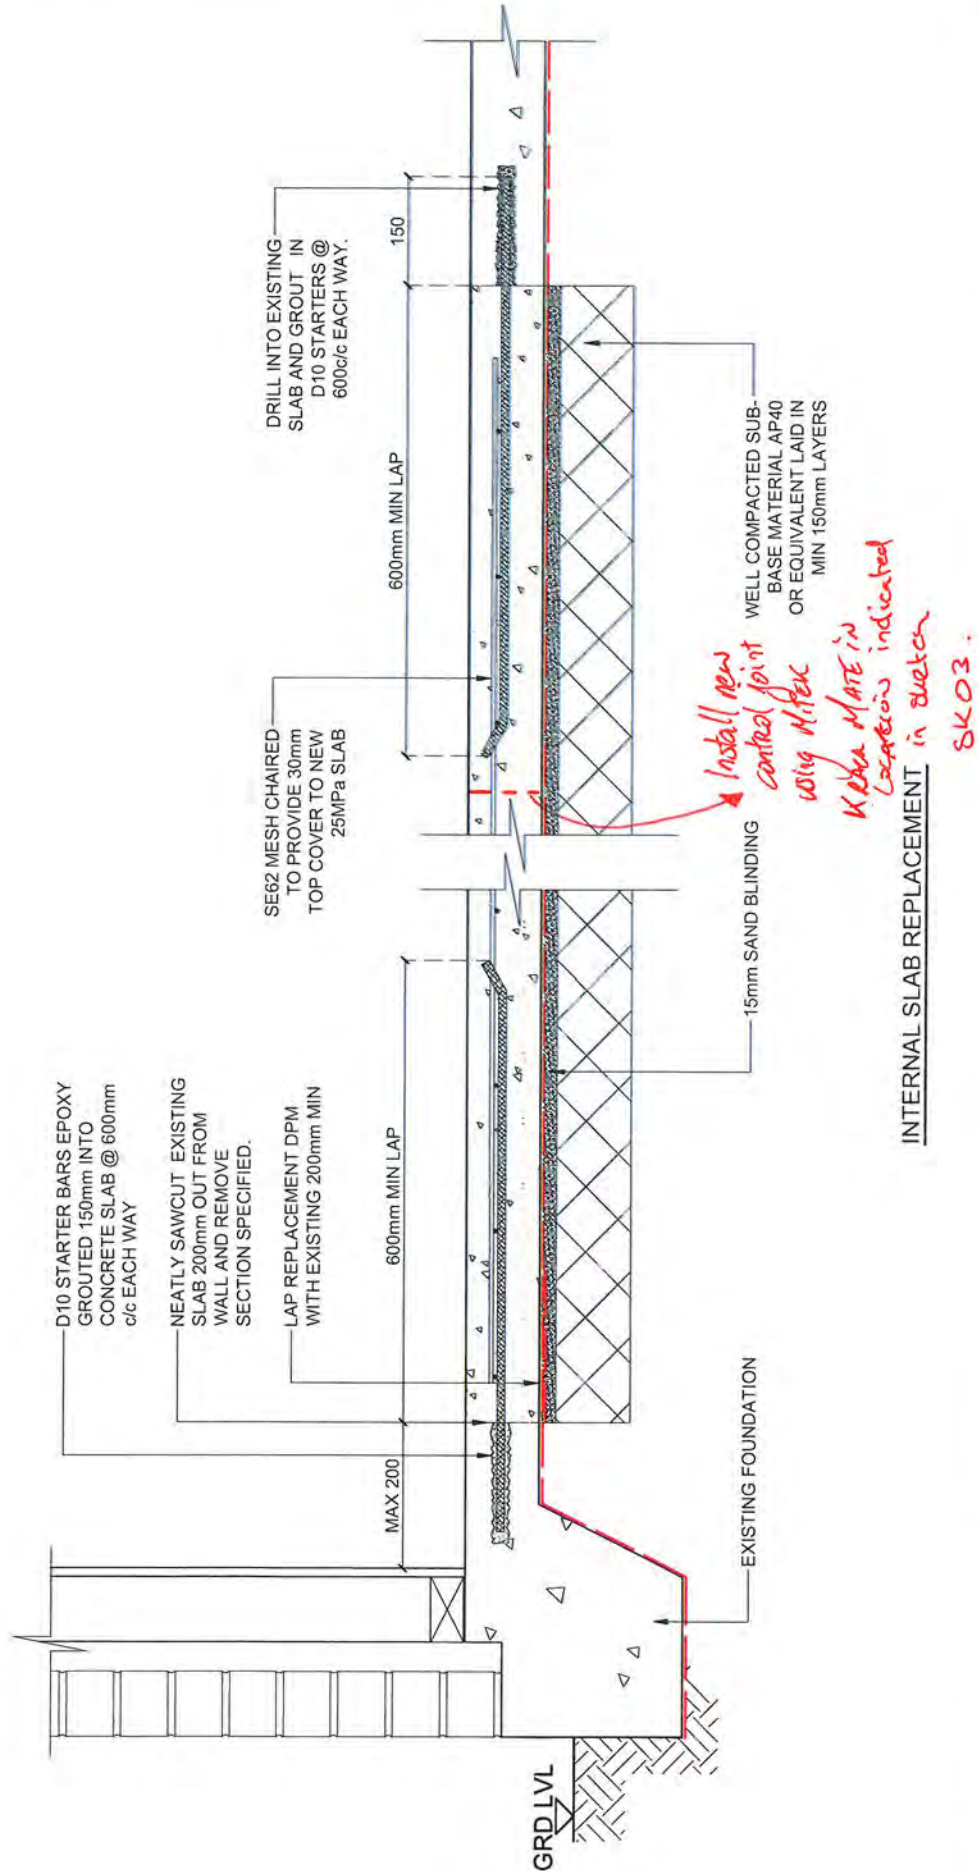 D10 STARTER BARS EPOXY
GROUTED 150mm INTO
CONCRETE SLAB @ 600mm
c/c EACH WAY
NEATLY SAWCUT EXISTING
SLAB 200mm OUT FROM
WALL AND REMOVE
SECTION SPECIFIED.
LAP REPLACEMENT DPM
WITH EXISTING 200mm MIN
SE62 MESH CHAIRED
TO PROVIDE 30mm
TOP COVER TO NEW
25MPa SLAB
DRILL INTO EXISTING
SLAB AND GROUT IN
D10 STARTERS @
600c/c EACH WAY.
MAX 200
600mm MIN LAP
600mm MIN LAP
150
GRD LVL
EXISTING FOUNDATION
15mm SAND BLINDING
WELL COMPACTED SUB-
BASE MATERIAL AP40
OR EQUIVALENT LAID IN
MIN 150mm LAYERS
Install new
control joint
using MiTEK
MATE in
Location indicated
in sketch
SK03.
INTERNAL SLAB REPLACEMENT